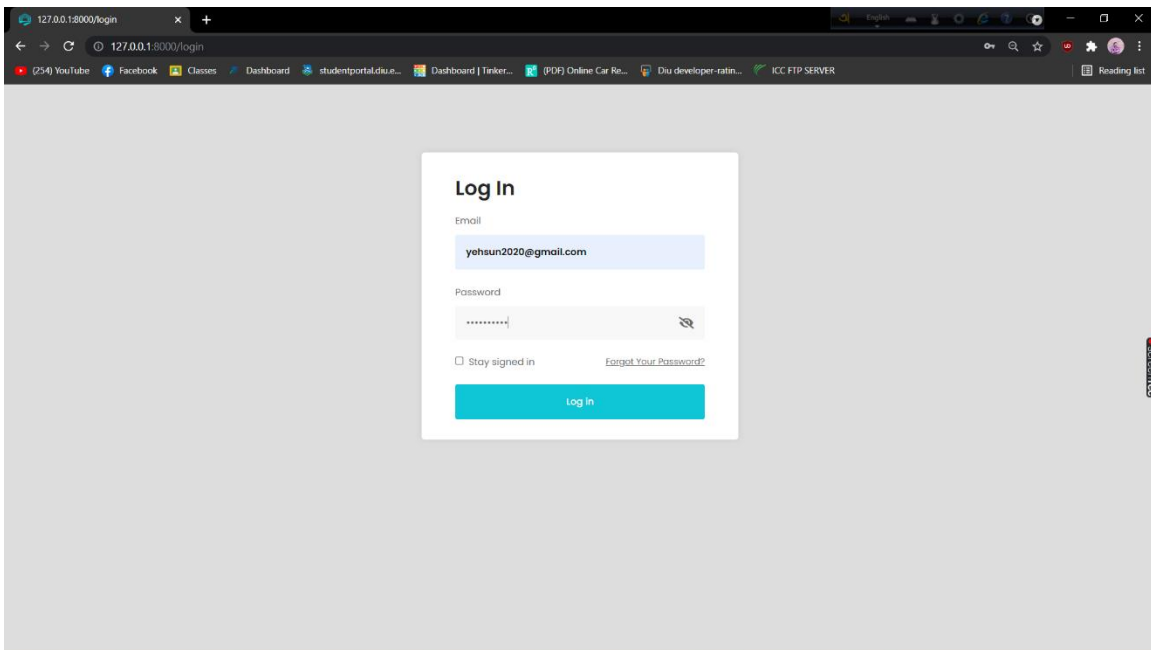 127.0.0.1:8000/login
অ English
127.0.0.1:8000/login
(254) YouTube Facebook Classes Dashboard studentportal.diu.e... Dashboard | Tinker... (PDF) Online Car Re... Diu developer-ratin... ICC FTP SERVER Reading list
Log In
Email
yehsun2020@gmail.com
Password
Stay signed in Forgot Your Password?
Log in